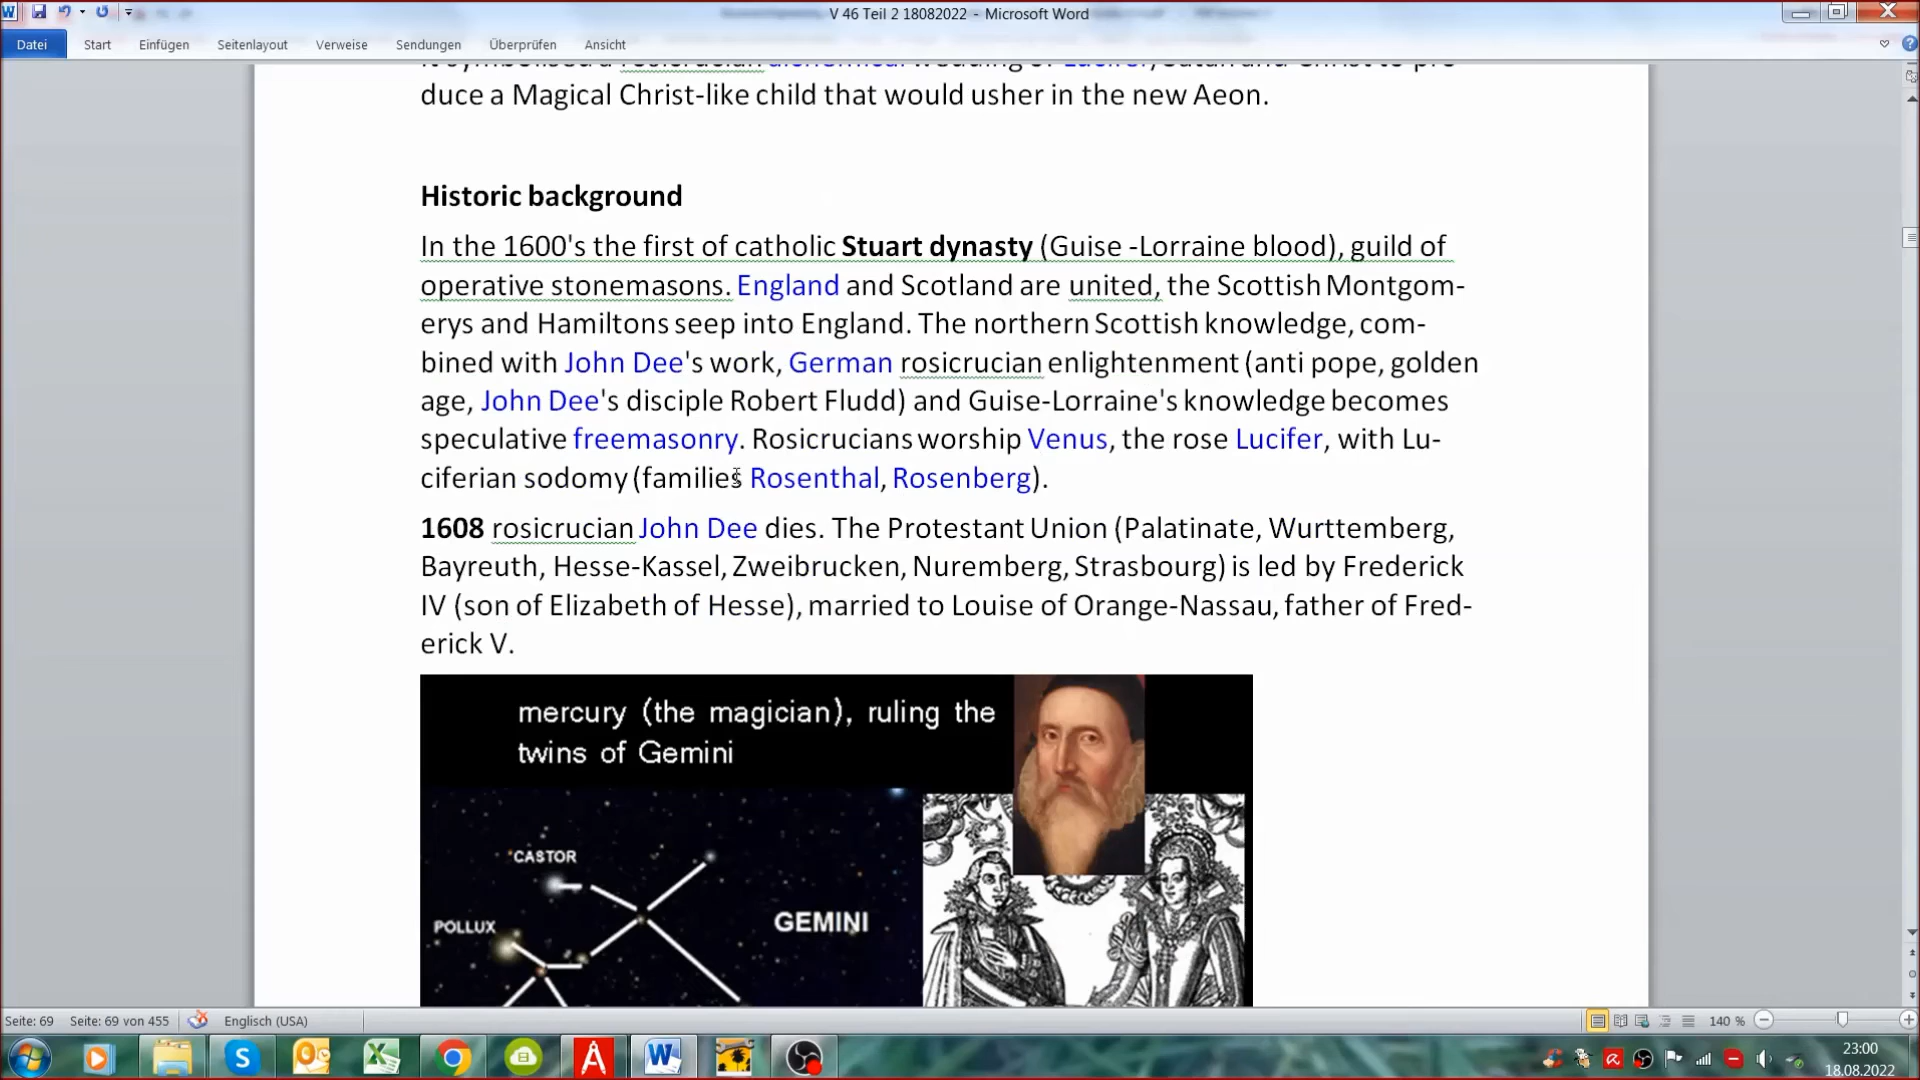 V 46 Teil 2 18082022 - Microsoft Word
Datei Start Einfügen Seitenlayout Verweise Sendungen Überprüfen Ansicht
duce a Magical Christ-like child that would usher in the new Aeon.
Historic background
In the 1600's the first of catholic Stuart dynasty (Guise -Lorraine blood), guild of
operative stonemasons. England and Scotland are united, the Scottish Montgom-
erys and Hamiltons seep into England. The northern Scottish knowledge, com-
bined with John Dee's work, German rosicrucian enlightenment (anti pope, golden
age, John Dee's disciple Robert Fludd) and Guise-Lorraine's knowledge becomes
speculative freemasonry. Rosicrucians worship Venus, the rose Lucifer, with Lu-
ciferian sodomy (families Rosenthal, Rosenberg).
1608 rosicrucian John Dee dies. The Protestant Union (Palatinate, Wurttemberg,
Bayreuth, Hesse-Kassel, Zweibrucken, Nuremberg, Strasbourg) is led by Frederick
IV (son of Elizabeth of Hesse), married to Louise of Orange-Nassau, father of Fred-
erick V.
mercury (the magician), ruling the
twins of Gemini
CASTOR
POLLUX
GEMINI
Seite: 69 Seite: 69 von 455 Englisch (USA) 140 %
23:00
18.08.2022